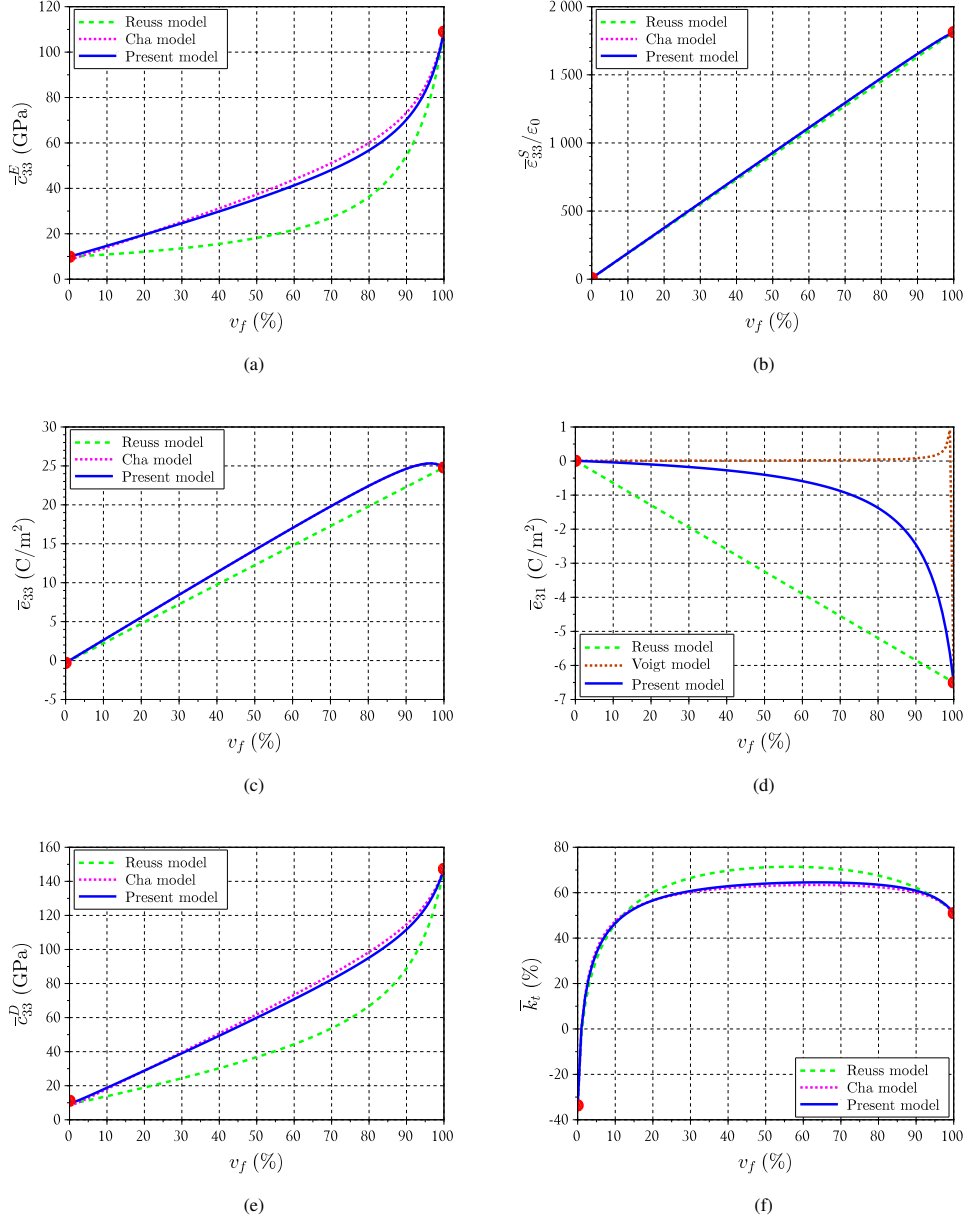 120
100
80
60
40
20
0
Reuss model
Cha model
Present model
c̄ᴱ₃₃ (GPa)
0 10 20 30 40 50 60 70 80 90 100
v_f (%)
(a)
2 000
1 500
1 000
500
0
Reuss model
Cha model
Present model
ε̄ˢ₃₃/ε₀
0 10 20 30 40 50 60 70 80 90 100
v_f (%)
(b)
30
25
20
15
10
5
0
-5
Reuss model
Cha model
Present model
ē₃₃ (C/m²)
0 10 20 30 40 50 60 70 80 90 100
v_f (%)
(c)
1
0
-1
-2
-3
-4
-5
-6
-7
Reuss model
Voigt model
Present model
ē₃₁ (C/m²)
0 10 20 30 40 50 60 70 80 90 100
v_f (%)
(d)
160
140
120
100
80
60
40
20
0
Reuss model
Cha model
Present model
c̄ᴰ₃₃ (GPa)
0 10 20 30 40 50 60 70 80 90 100
v_f (%)
(e)
80
60
40
20
0
-20
-40
Reuss model
Cha model
Present model
k̄_t (%)
0 10 20 30 40 50 60 70 80 90 100
v_f (%)
(f)